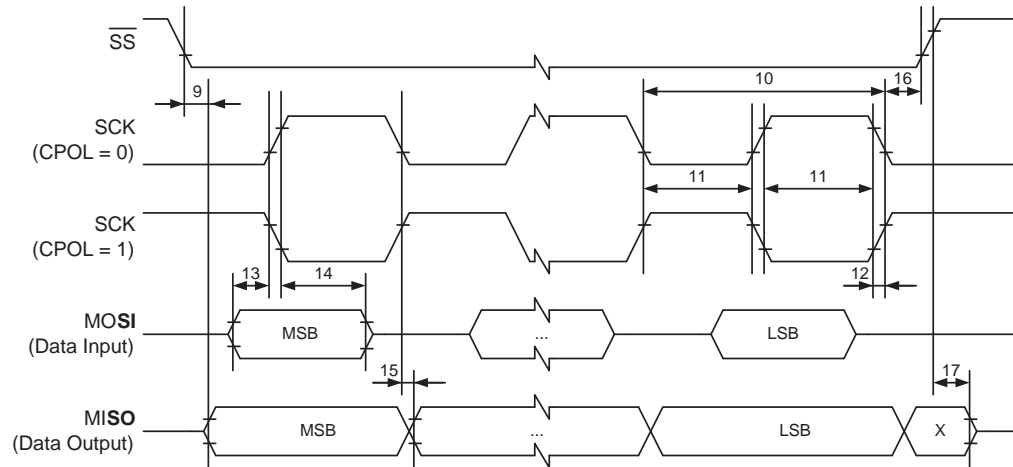 SS
10
9
16
SCK
(CPOL = 0)
11
11
SCK
(CPOL = 1)
13
14
12
MOSI
(Data Input)
MSB
...
LSB
15
17
MISO
(Data Output)
MSB
...
LSB
X